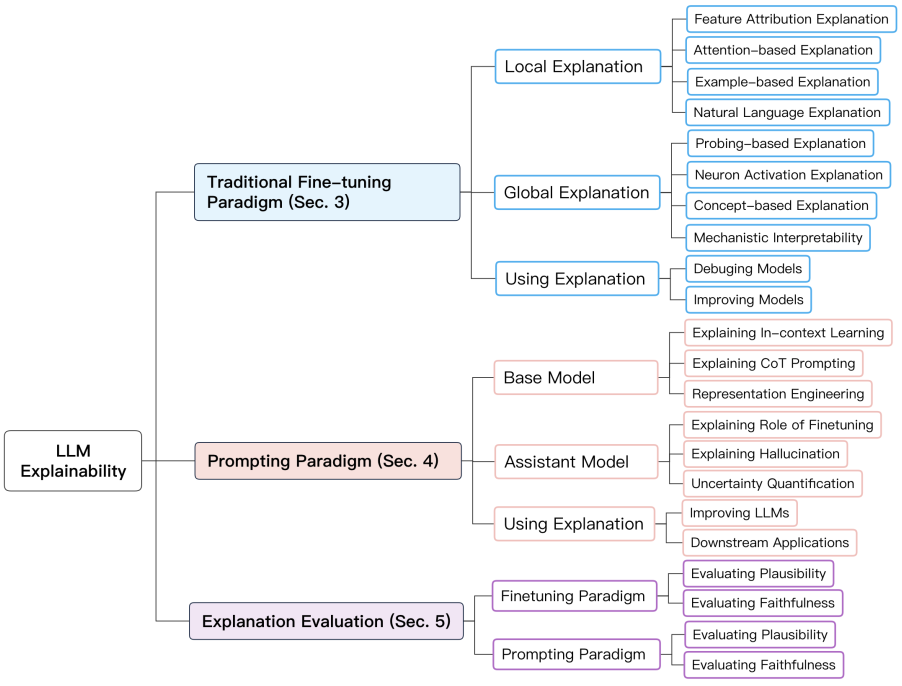 LLM
Explainability
Traditional Fine-tuning
Paradigm (Sec. 3)
Local Explanation
Feature Attribution Explanation
Attention-based Explanation
Example-based Explanation
Natural Language Explanation
Global Explanation
Probing-based Explanation
Neuron Activation Explanation
Concept-based Explanation
Mechanistic Interpretability
Using Explanation
Debuging Models
Improving Models
Prompting Paradigm (Sec. 4)
Base Model
Explaining In-context Learning
Explaining CoT Prompting
Representation Engineering
Assistant Model
Explaining Role of Finetuning
Explaining Hallucination
Uncertainty Quantification
Using Explanation
Improving LLMs
Downstream Applications
Explanation Evaluation (Sec. 5)
Finetuning Paradigm
Evaluating Plausibility
Evaluating Faithfulness
Prompting Paradigm
Evaluating Plausibility
Evaluating Faithfulness